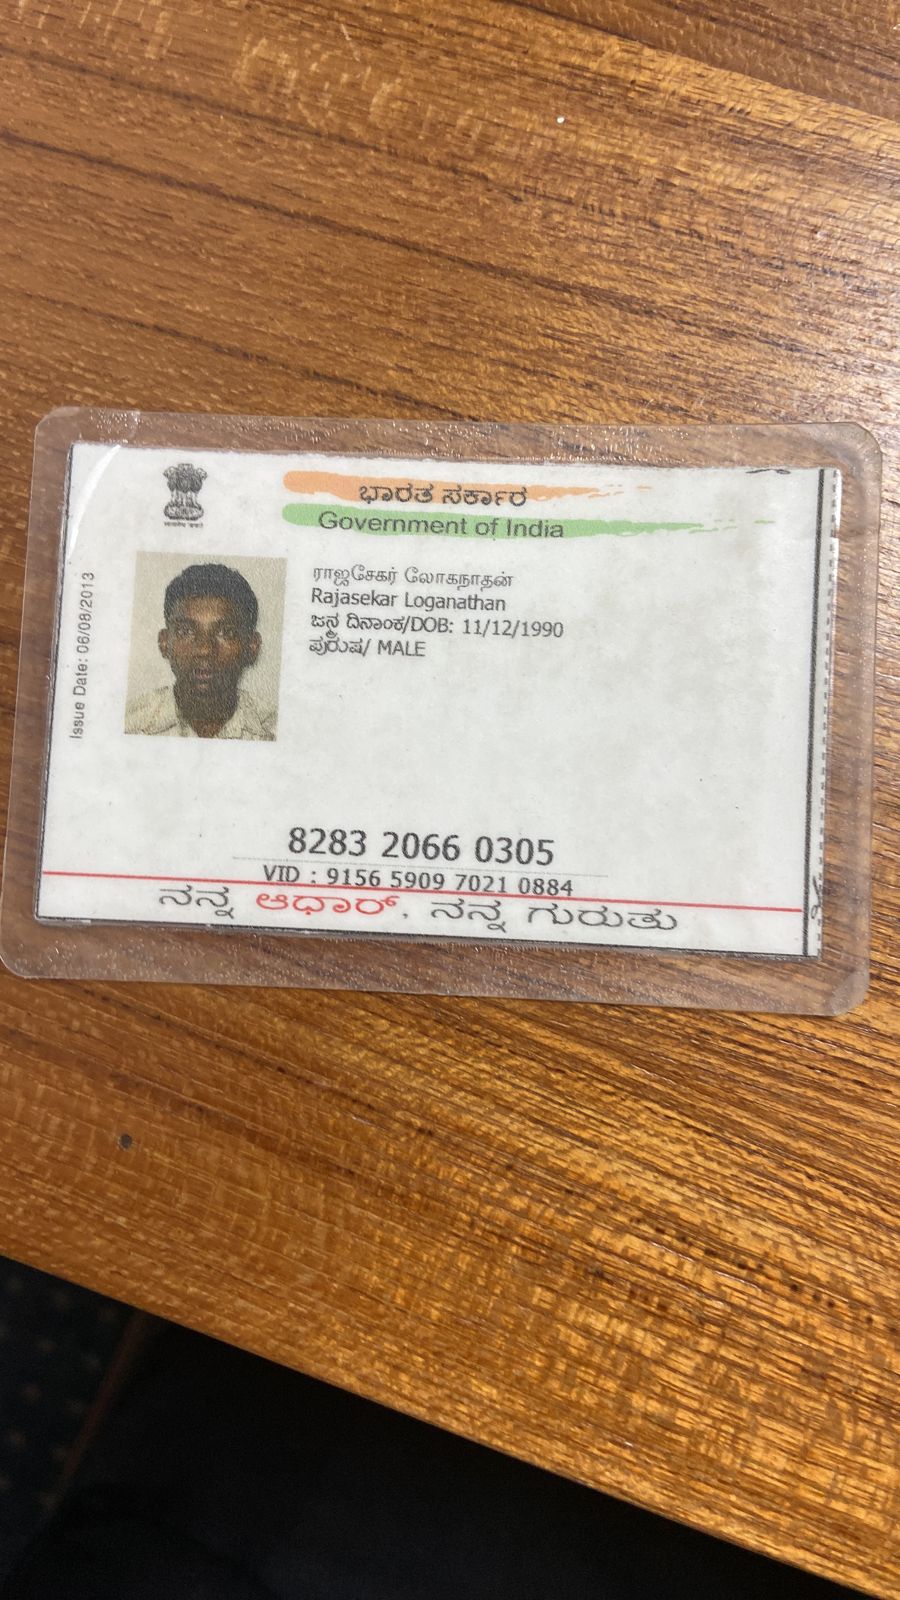 ಭಾರತ ಸರ್ಕಾರ
Government of India
ராஜசேகர் லோகநாதன்
Rajasekar Loganathan
ಜನ್ಮ ದಿನಾಂಕ/DOB: 11/12/1990
ಪುರುಷ/ MALE
Issue Date: 06/08/2013
8283 2066 0305
VID : 9156 5909 7021 0884
ನನ್ನ ಆಧಾರ್, ನನ್ನ ಗುರುತು